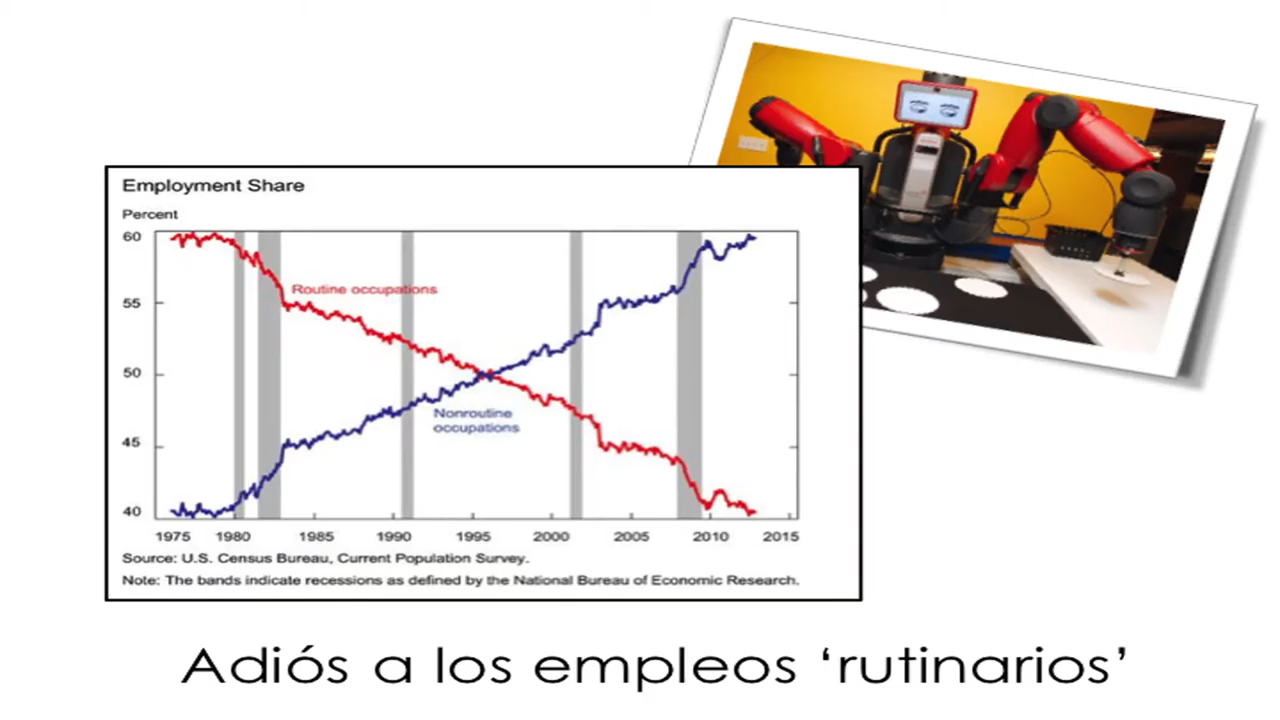 Employment Share
Percent
60
55
50
45
40
Routine occupations
Nonroutine
occupations
1975 1980 1985 1990 1995 2000 2005 2010 2015
Source: U.S. Census Bureau, Current Population Survey.
Note: The bands indicate recessions as defined by the National Bureau of Economic Research.
Adiós a los empleos ‘rutinarios’